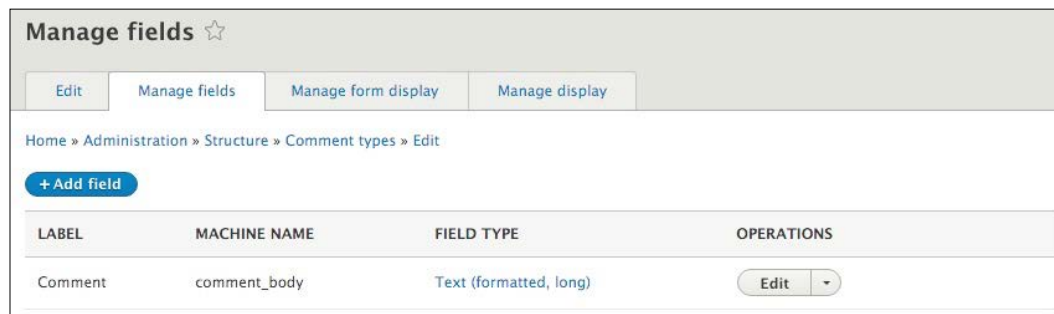 Manage fields
Edit Manage fields Manage form display Manage display
Home » Administration » Structure » Comment types » Edit
+ Add field
LABEL MACHINE NAME FIELD TYPE OPERATIONS
Comment comment_body Text (formatted, long) Edit